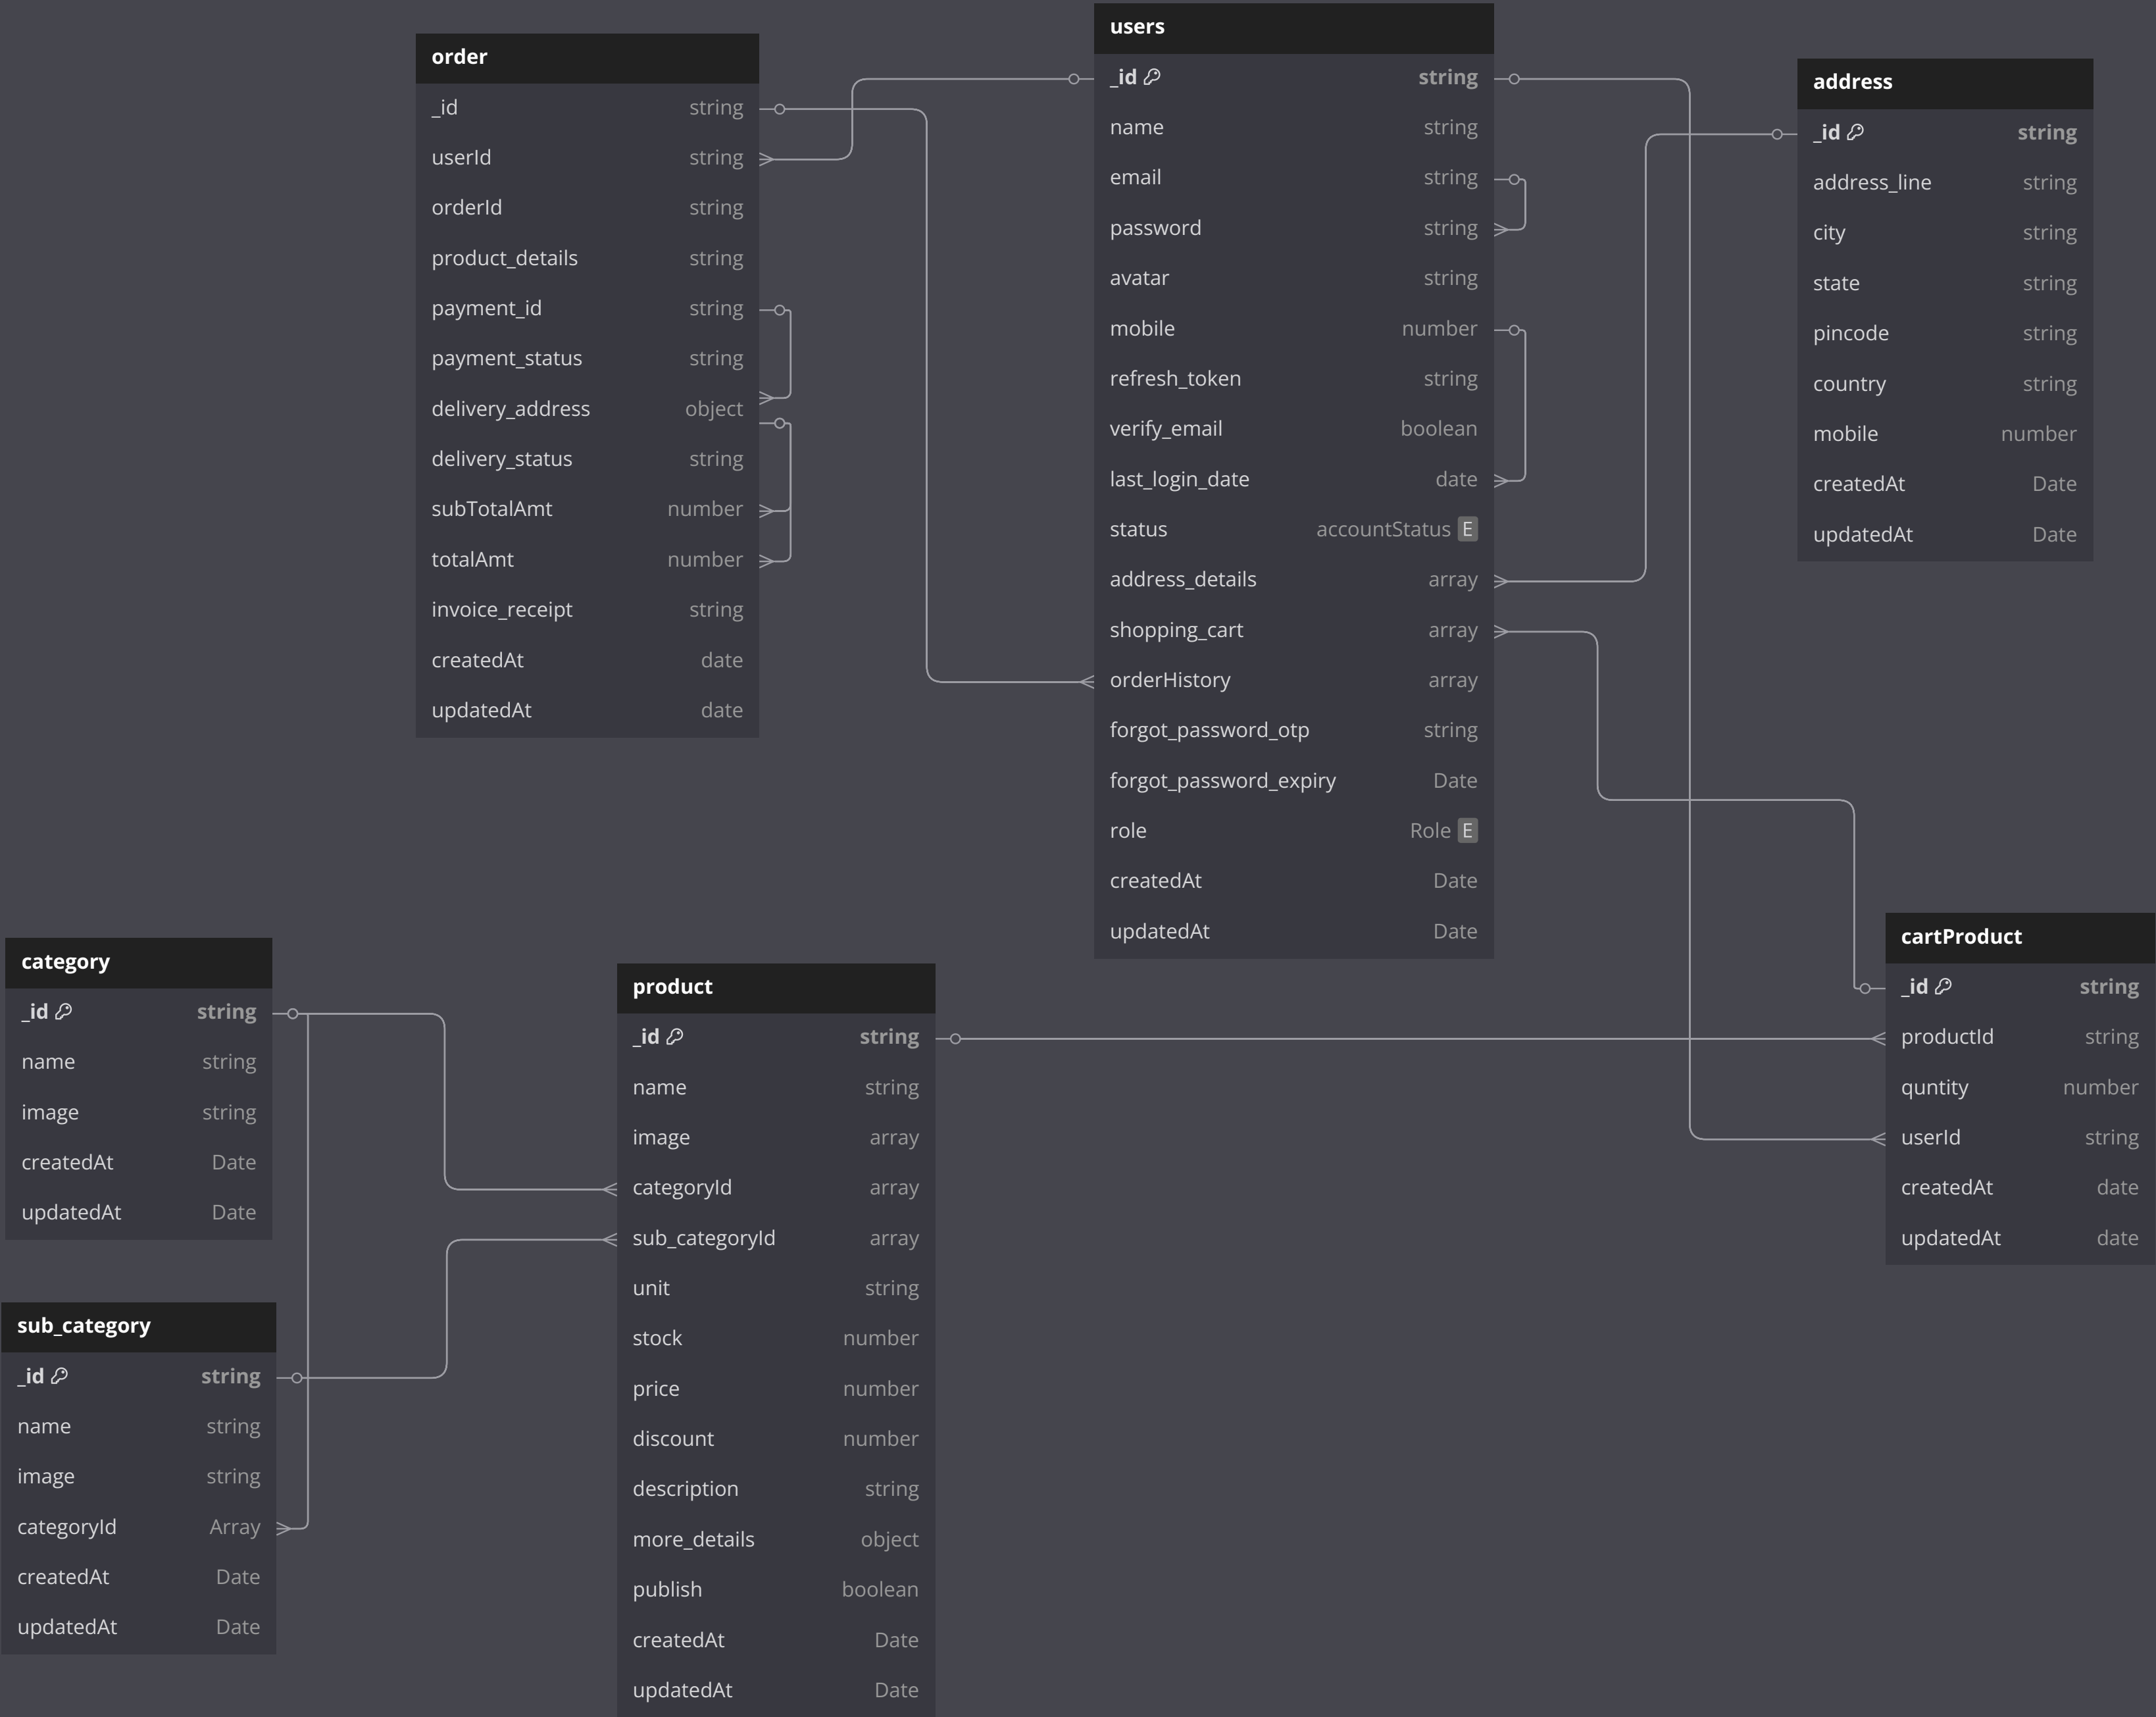 order
_id string
userId string
orderId string
product_details string
payment_id string
payment_status string
delivery_address object
delivery_status string
subTotalAmt number
totalAmt number
invoice_receipt string
createdAt date
updatedAt date
users
_id string
name string
email string
password string
avatar string
mobile number
refresh_token string
verify_email boolean
last_login_date date
status accountStatus E
address_details array
shopping_cart array
orderHistory array
forgot_password_otp string
forgot_password_expiry Date
role Role E
createdAt Date
updatedAt Date
address
_id string
address_line string
city string
state string
pincode string
country string
mobile number
createdAt Date
updatedAt Date
category
_id string
name string
image string
createdAt Date
updatedAt Date
sub_category
_id string
name string
image string
categoryId Array
createdAt Date
updatedAt Date
product
_id string
name string
image array
categoryId array
sub_categoryId array
unit string
stock number
price number
discount number
description string
more_details object
publish boolean
createdAt Date
updatedAt Date
cartProduct
_id string
productId string
quntity number
userId string
createdAt date
updatedAt date